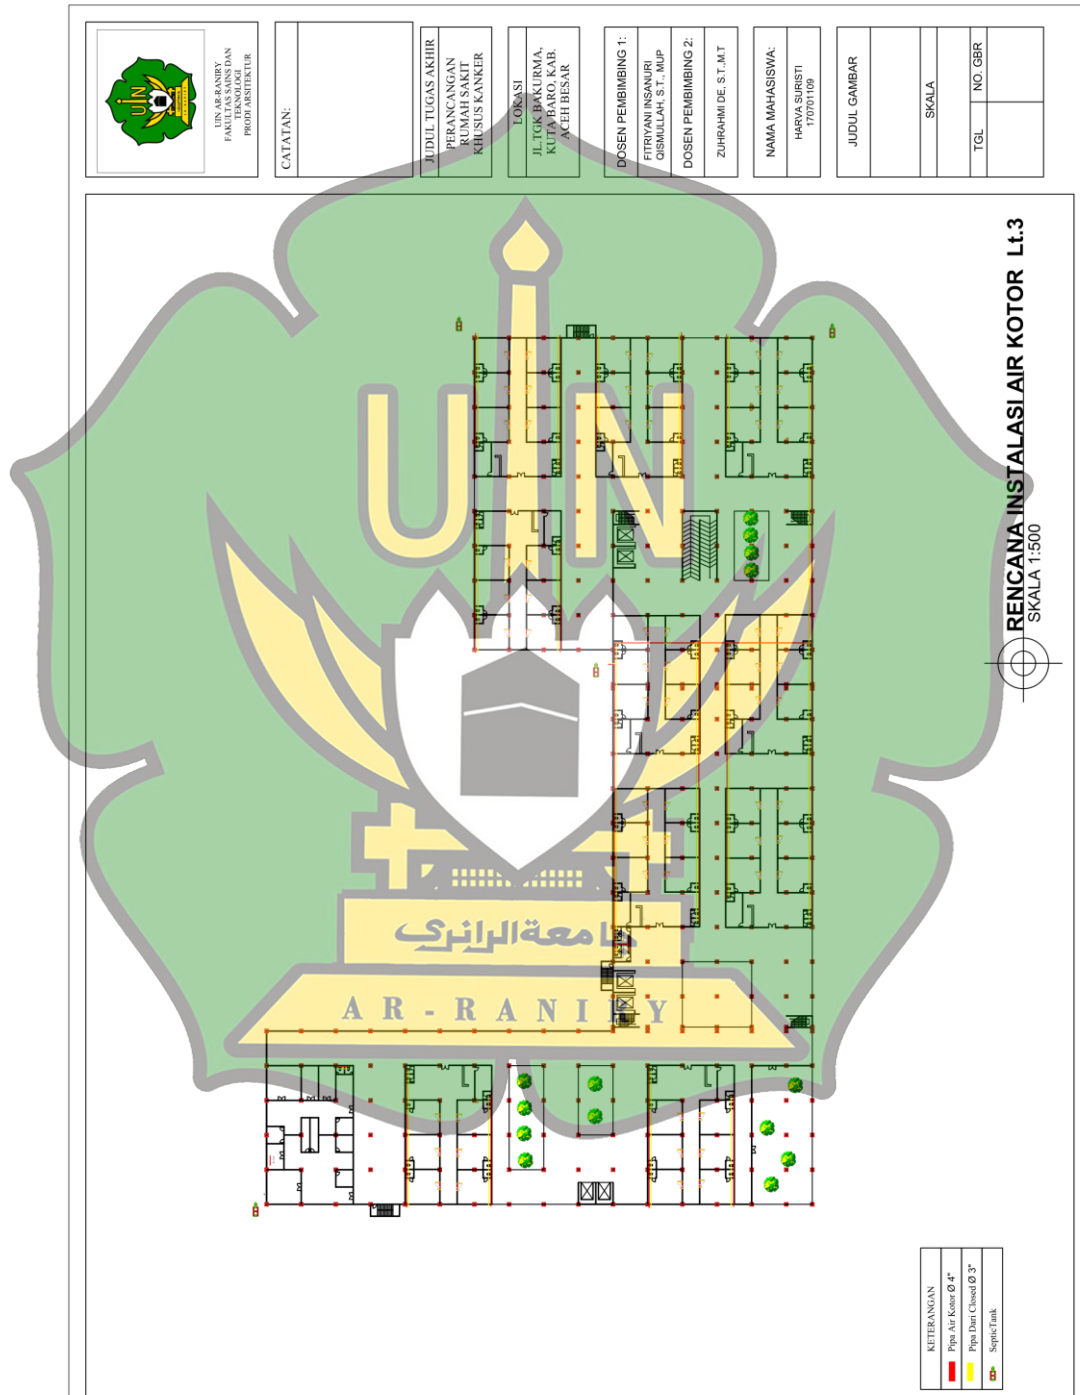 UIN
UIN AR-RANIRY
FAKULTAS SAINS DAN
TEKNOLOGI
PRODI ARSITEKTUR
CATATAN:
JUDUL TUGAS AKHIR
PERANCANGAN
RUMAH SAKIT
KHUSUS KANKER
LOKASI
JL.TGK BAKURMA,
KUTA BARO, KAB.
ACEH BESAR
DOSEN PEMBIMBING 1:
FITRIYANI INSANURI
QISMULLAH, S.T., MUP
DOSEN PEMBIMBING 2:
ZUHRAHMI DE, S.T.,M.T
NAMA MAHASISWA:
HARVA SURISTI
170701109
JUDUL GAMBAR
SKALA
TGL
NO. GBR
RENCANA INSTALASI AIR KOTOR Lt.3
SKALA 1:500
UIN
جامعة الرانري
AR-RANIRY
KETERANGAN
Pipa Air Kotor Ø 4"
Pipa Dari Closed Ø 3"
SepticTank